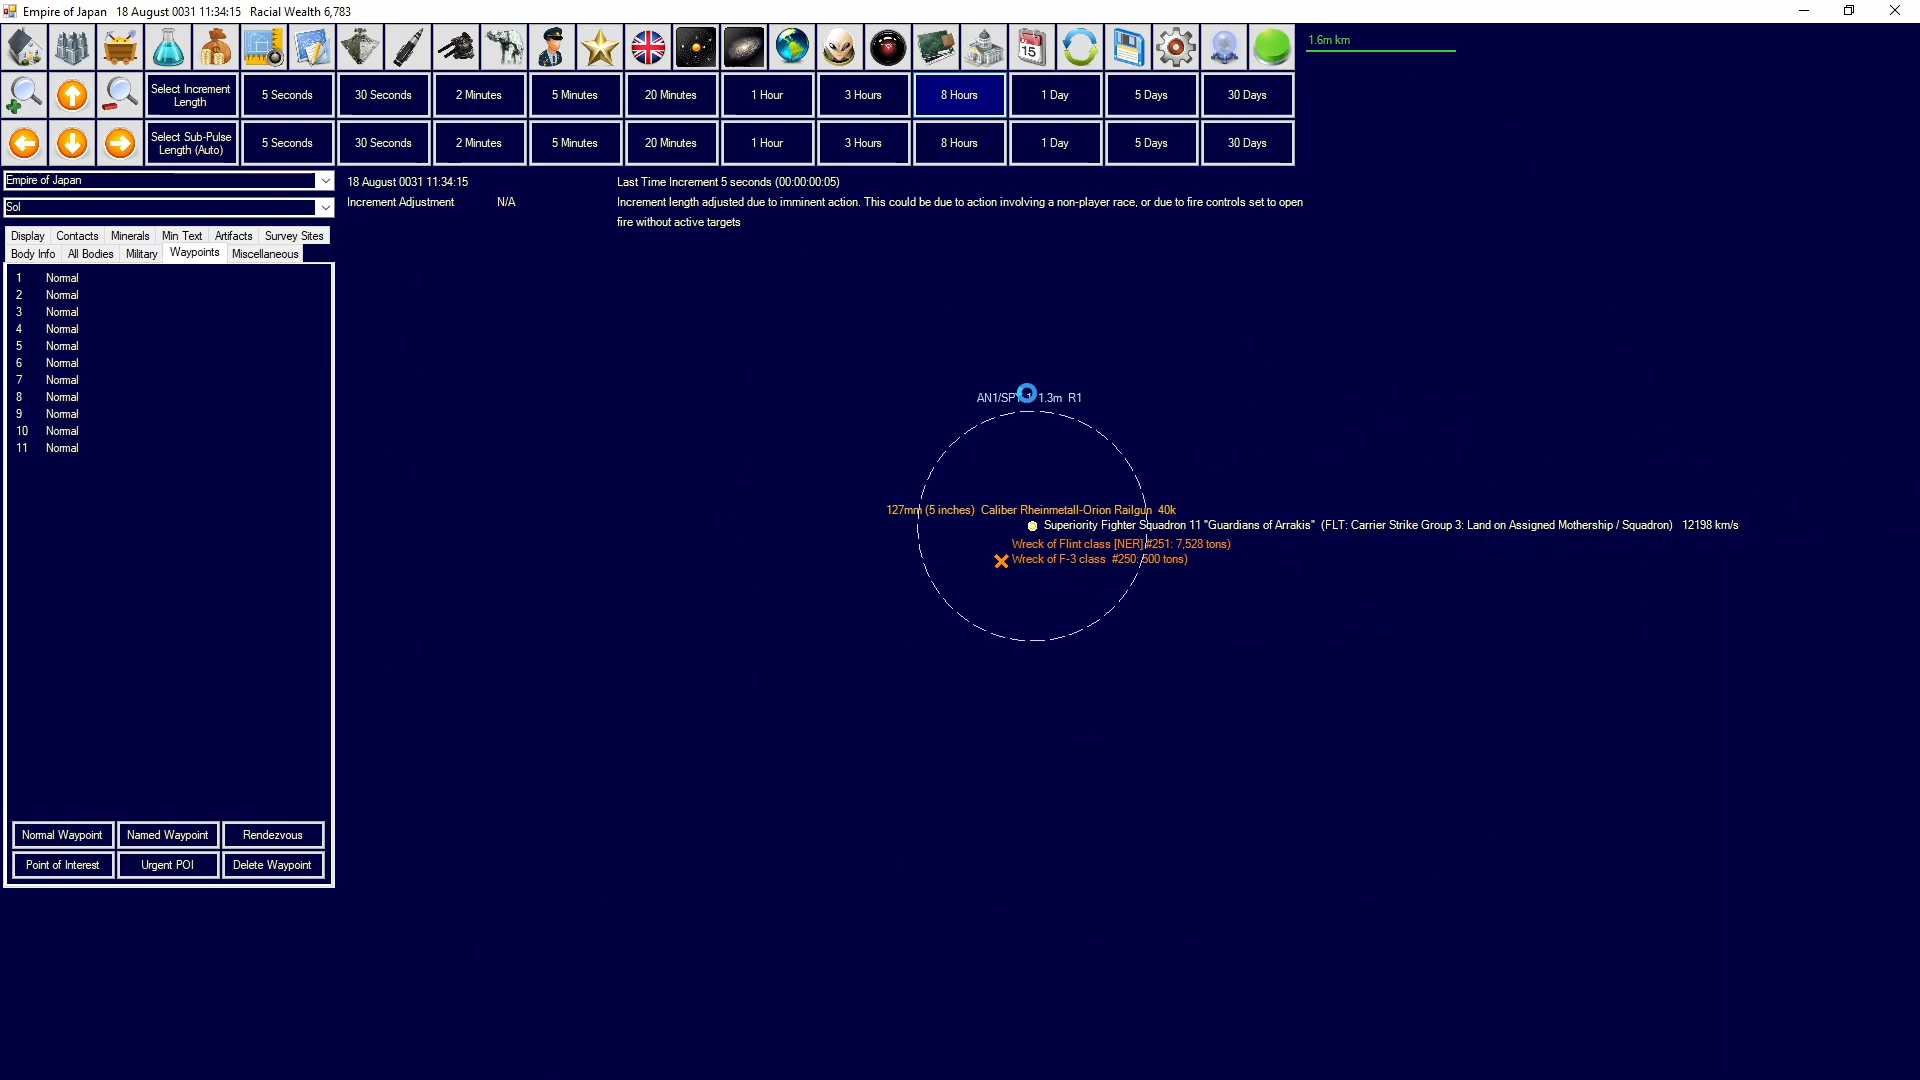 Empire of Japan   18 August 0031 11:34:15   Racial Wealth 6,783
1.6m km
15
Select Increment Length
5 Seconds
30 Seconds
2 Minutes
5 Minutes
20 Minutes
1 Hour
3 Hours
8 Hours
1 Day
5 Days
30 Days
Select Sub-Pulse Length (Auto)
5 Seconds
30 Seconds
2 Minutes
5 Minutes
20 Minutes
1 Hour
3 Hours
8 Hours
1 Day
5 Days
30 Days
Empire of Japan
18 August 0031 11:34:15
Last Time Increment 5 seconds (00:00:00:05)
Sol
Increment Adjustment   N/A
Increment length adjusted due to imminent action. This could be due to action involving a non-player race, or due to fire controls set to open
fire without active targets
Display   Contacts   Minerals   Min Text   Artifacts   Survey Sites
Body Info   All Bodies   Military   Waypoints   Miscellaneous
1   Normal
2   Normal
3   Normal
4   Normal
5   Normal
6   Normal
7   Normal
8   Normal
9   Normal
10   Normal
11   Normal
1.3m  R1
127mm (5 inches)  Caliber Rheinmetall-Orion Railgun  40k
Superiority Fighter Squadron 11 "Guardians of Arrakis"  (FLT: Carrier Strike Group 3: Land on Assigned Mothership / Squadron)   12198 km/s
Wreck of Flint class [NER] #251: 7,528 tons)
Wreck of F-3 class  #250: 500 tons)
Normal Waypoint   Named Waypoint   Rendezvous
Point of Interest   Urgent POI   Delete Waypoint